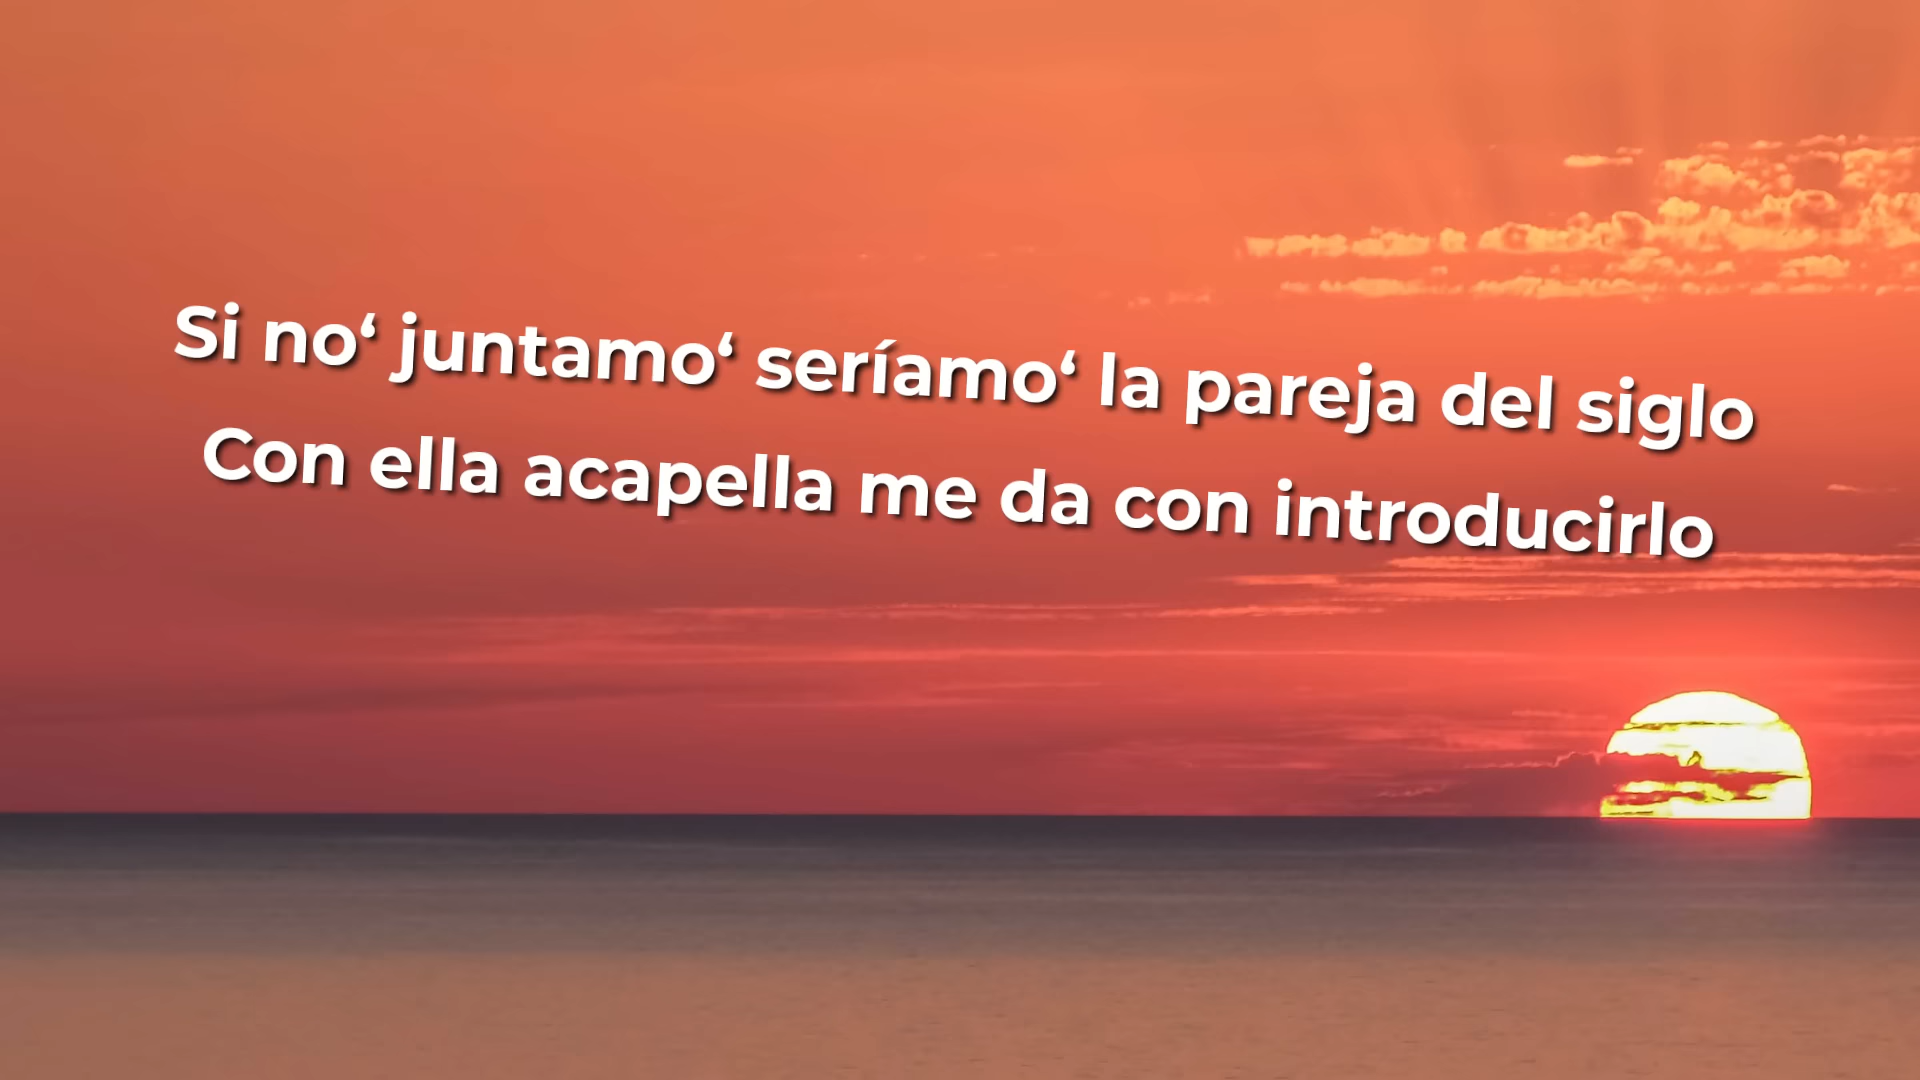 Si no‘ juntamo‘ seríamo‘ la pareja del siglo
Con ella acapella me da con introducirlo